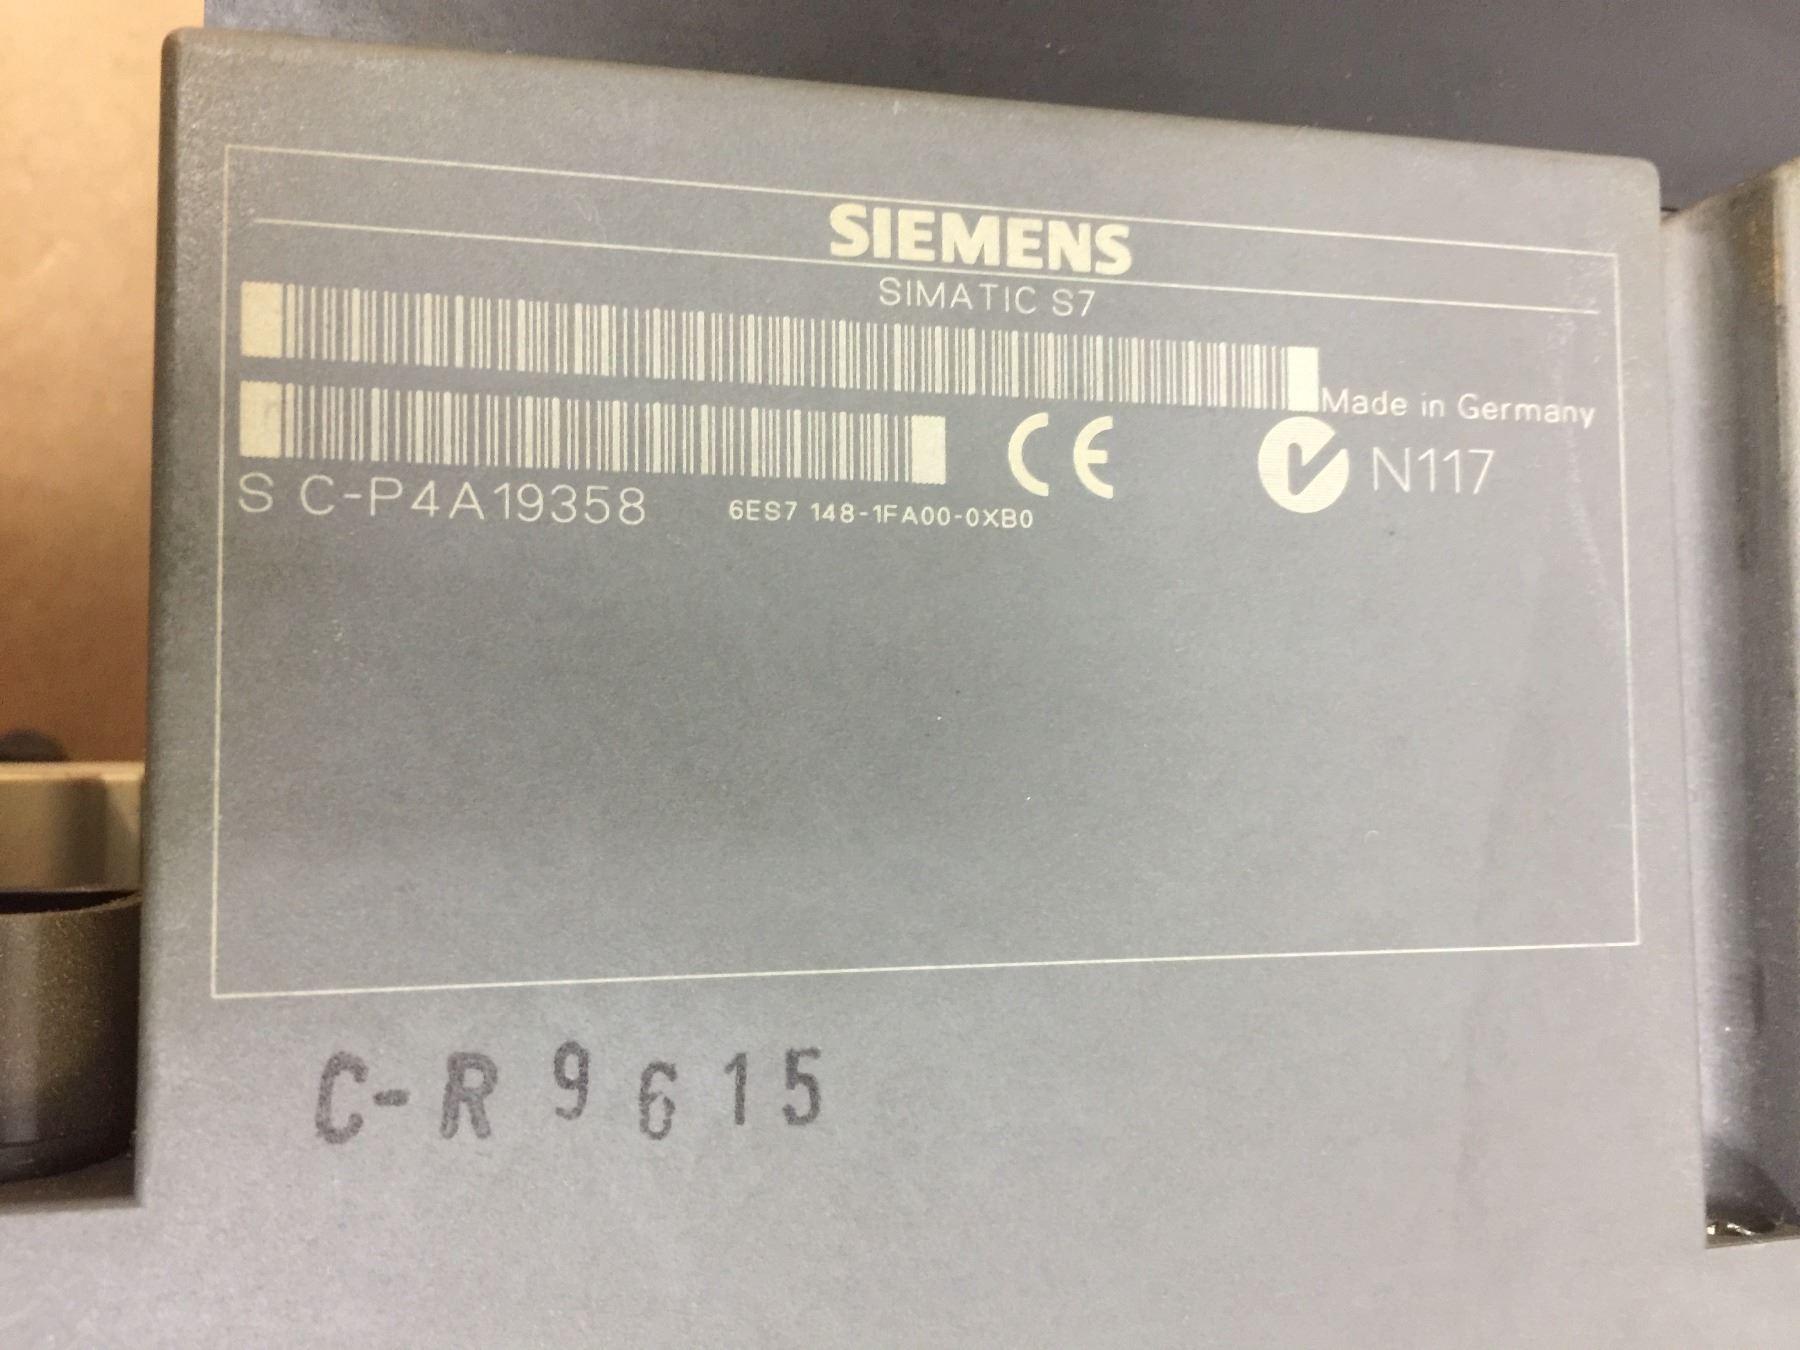 SIEMENS
SIMATIC S7
Made in Germany
CE N117
S C-P4A19358 6ES7 148-1FA00-0XB0
C-R 9615